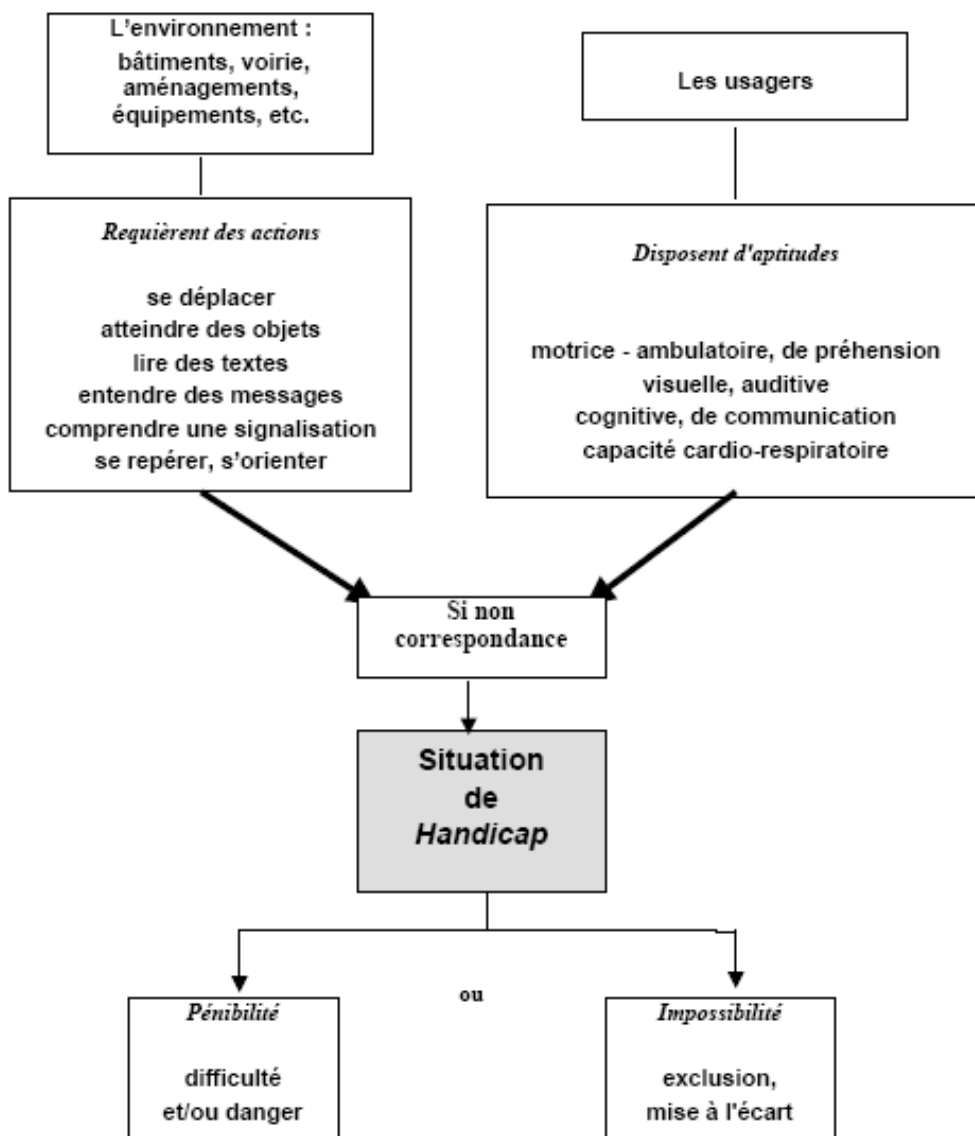 L'environnement :
bâtiments, voirie,
aménagements,
équipements, etc.
Les usagers
Requièrent des actions
se déplacer
atteindre des objets
lire des textes
entendre des messages
comprendre une signalisation
se repérer, s'orienter
Disposent d'aptitudes
motrice - ambulatoire, de préhension
visuelle, auditive
cognitive, de communication
capacité cardio-respiratoire
Si non
correspondance
Situation
de
Handicap
Pénibilité
difficulté
et/ou danger
ou
Impossibilité
exclusion,
mise à l'écart